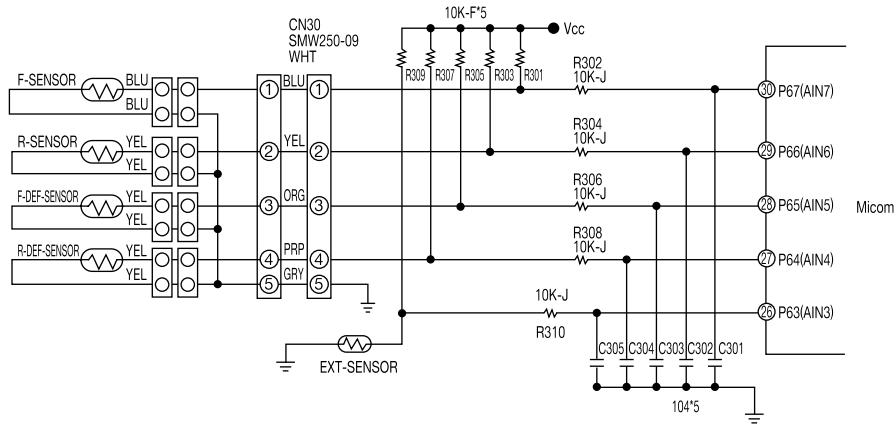 10K-F*5
Vcc
CN30
SMW250-09
WHT
R309 R307 R305 R303 R301
R302
10K-J
F-SENSOR BLU
BLU
1 BLU 1
30 P67(AIN7)
R304
10K-J
R-SENSOR YEL
YEL
2 YEL 2
29 P66(AIN6)
R306
10K-J
F-DEF-SENSOR YEL
YEL
3 ORG 3
28 P65(AIN5)
Micom
R308
10K-J
R-DEF-SENSOR YEL
YEL
4 PRP 4
27 P64(AIN4)
5 GRY 5
10K-J
R310
26 P63(AIN3)
EXT-SENSOR
C305 C304 C303 C302 C301
104*5